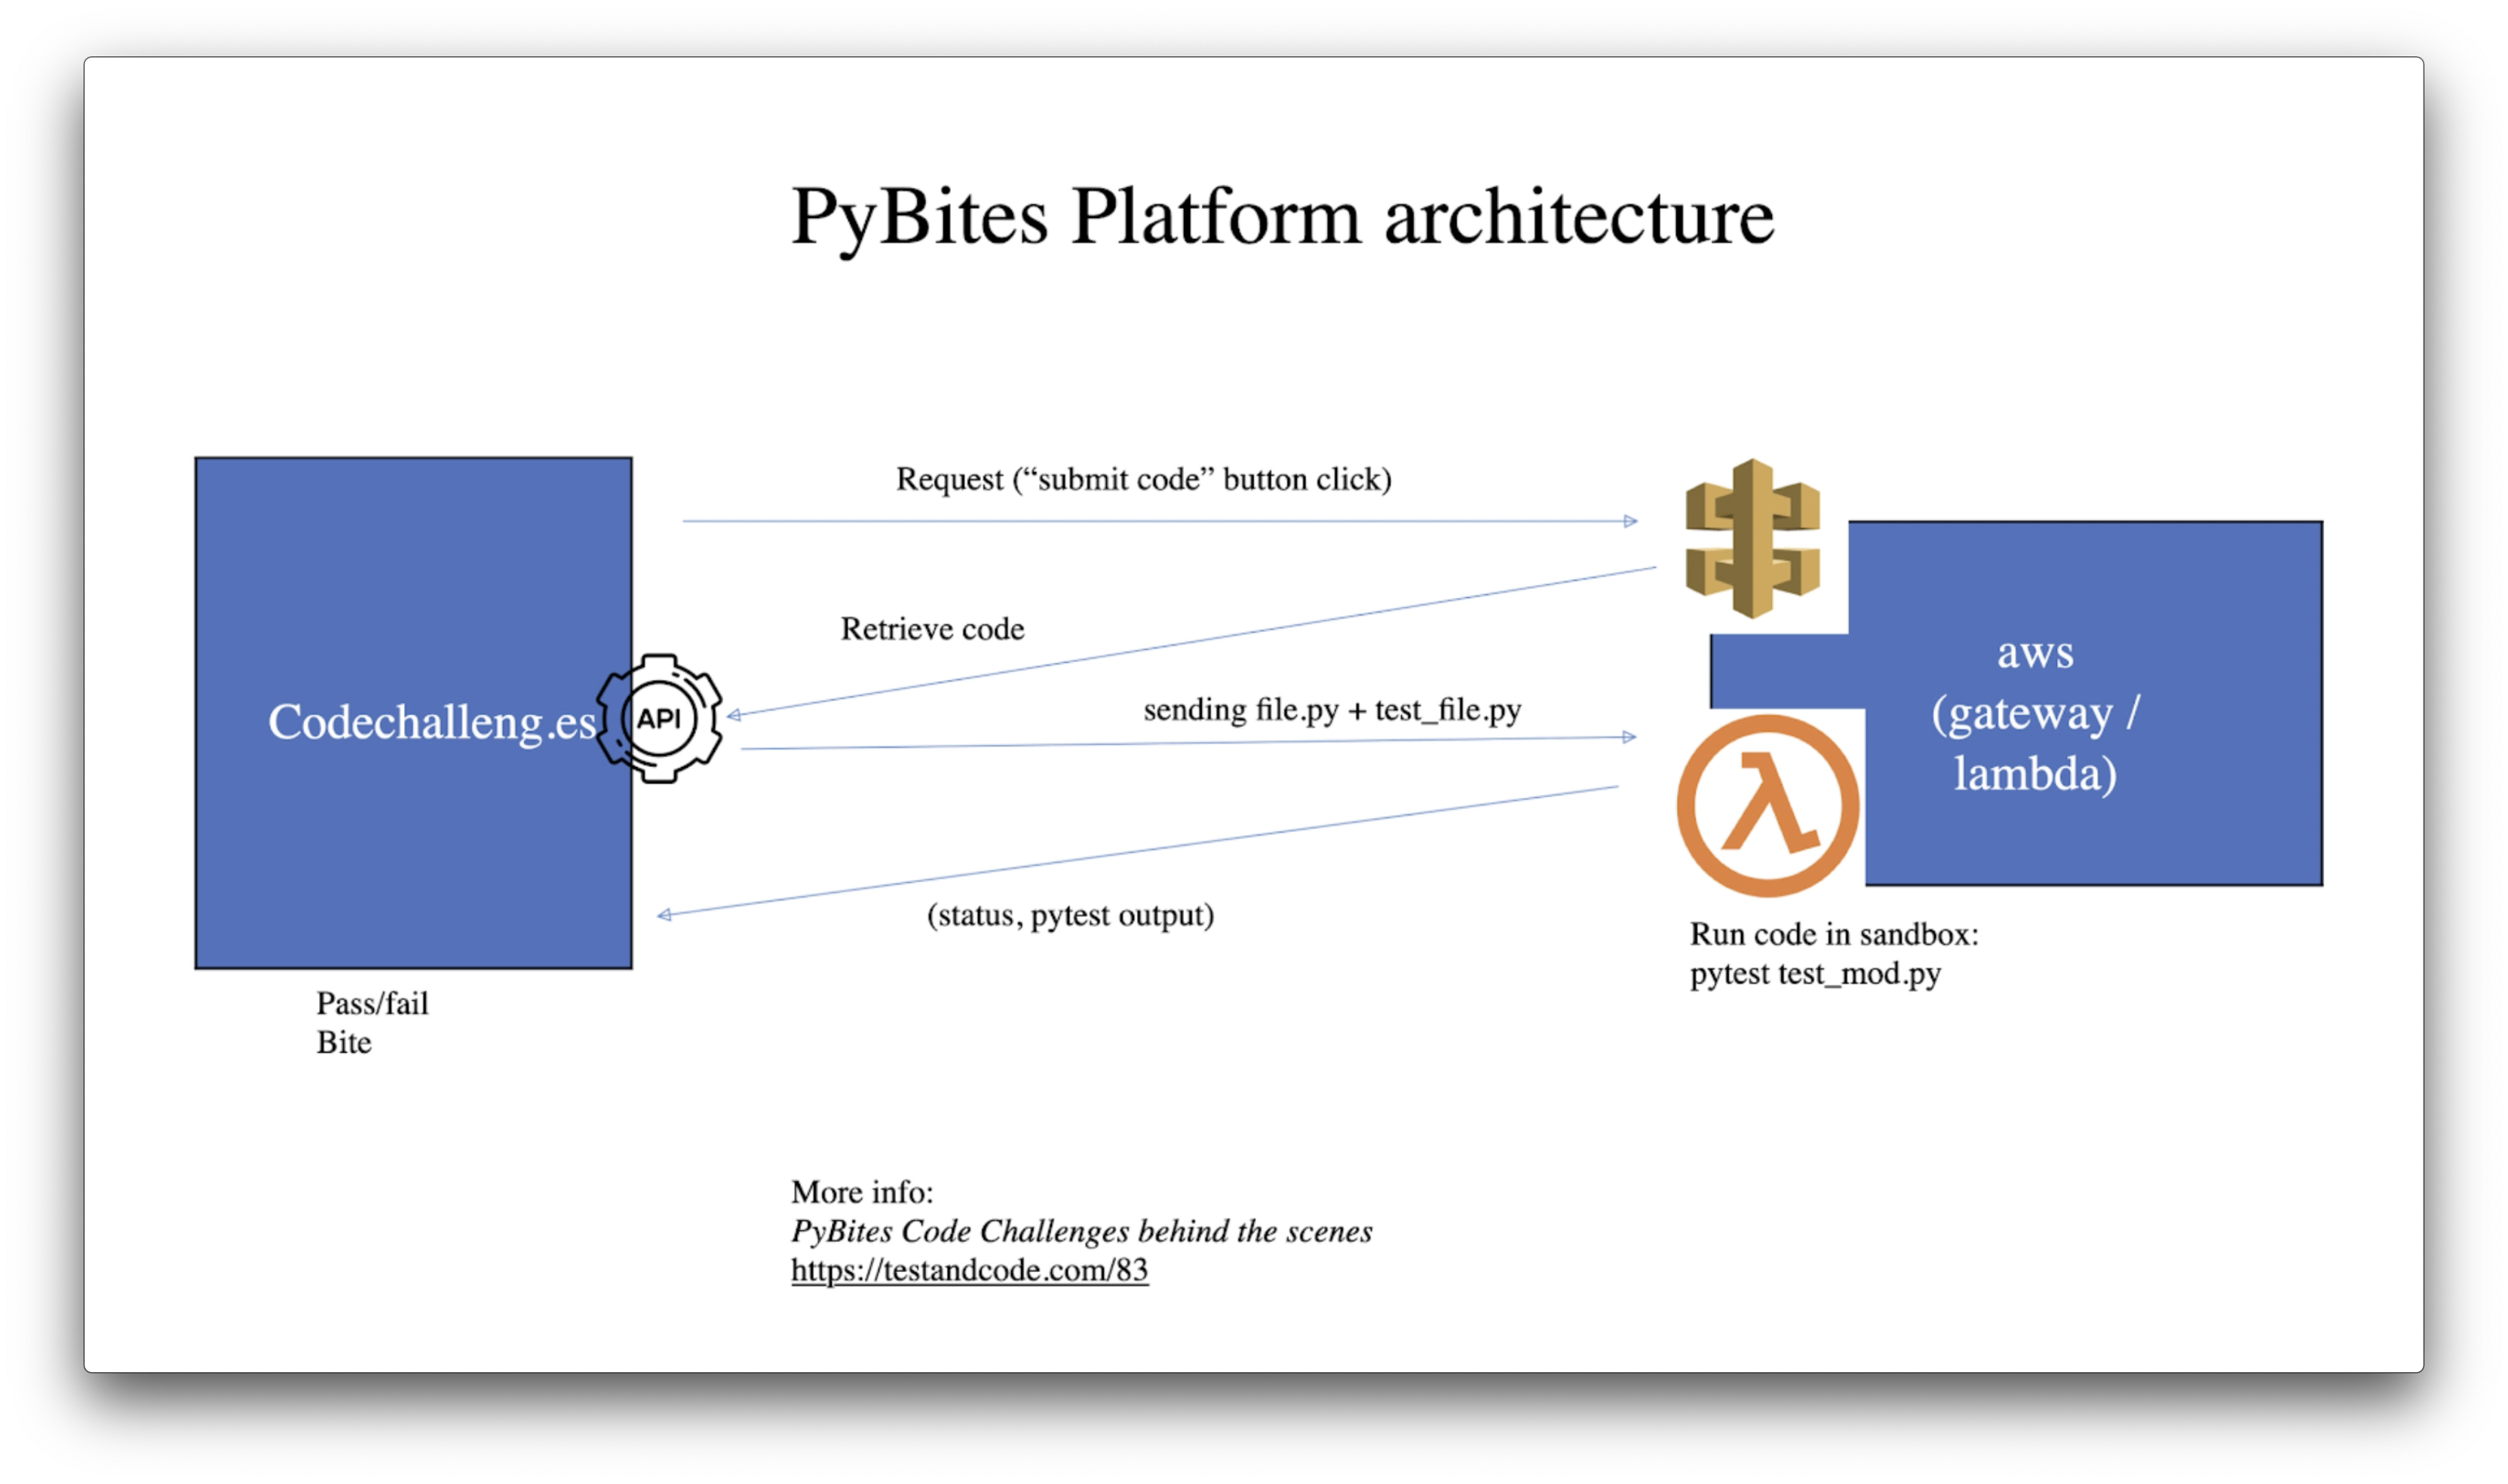 PyBites Platform architecture
Request (“submit code” button click)
Retrieve code
Codechalleng.es
API
sending file.py + test_file.py
aws
(gateway /
lambda)
(status, pytest output)
Run code in sandbox:
pytest test_mod.py
Pass/fail
Bite
More info:
PyBites Code Challenges behind the scenes
https://testandcode.com/83